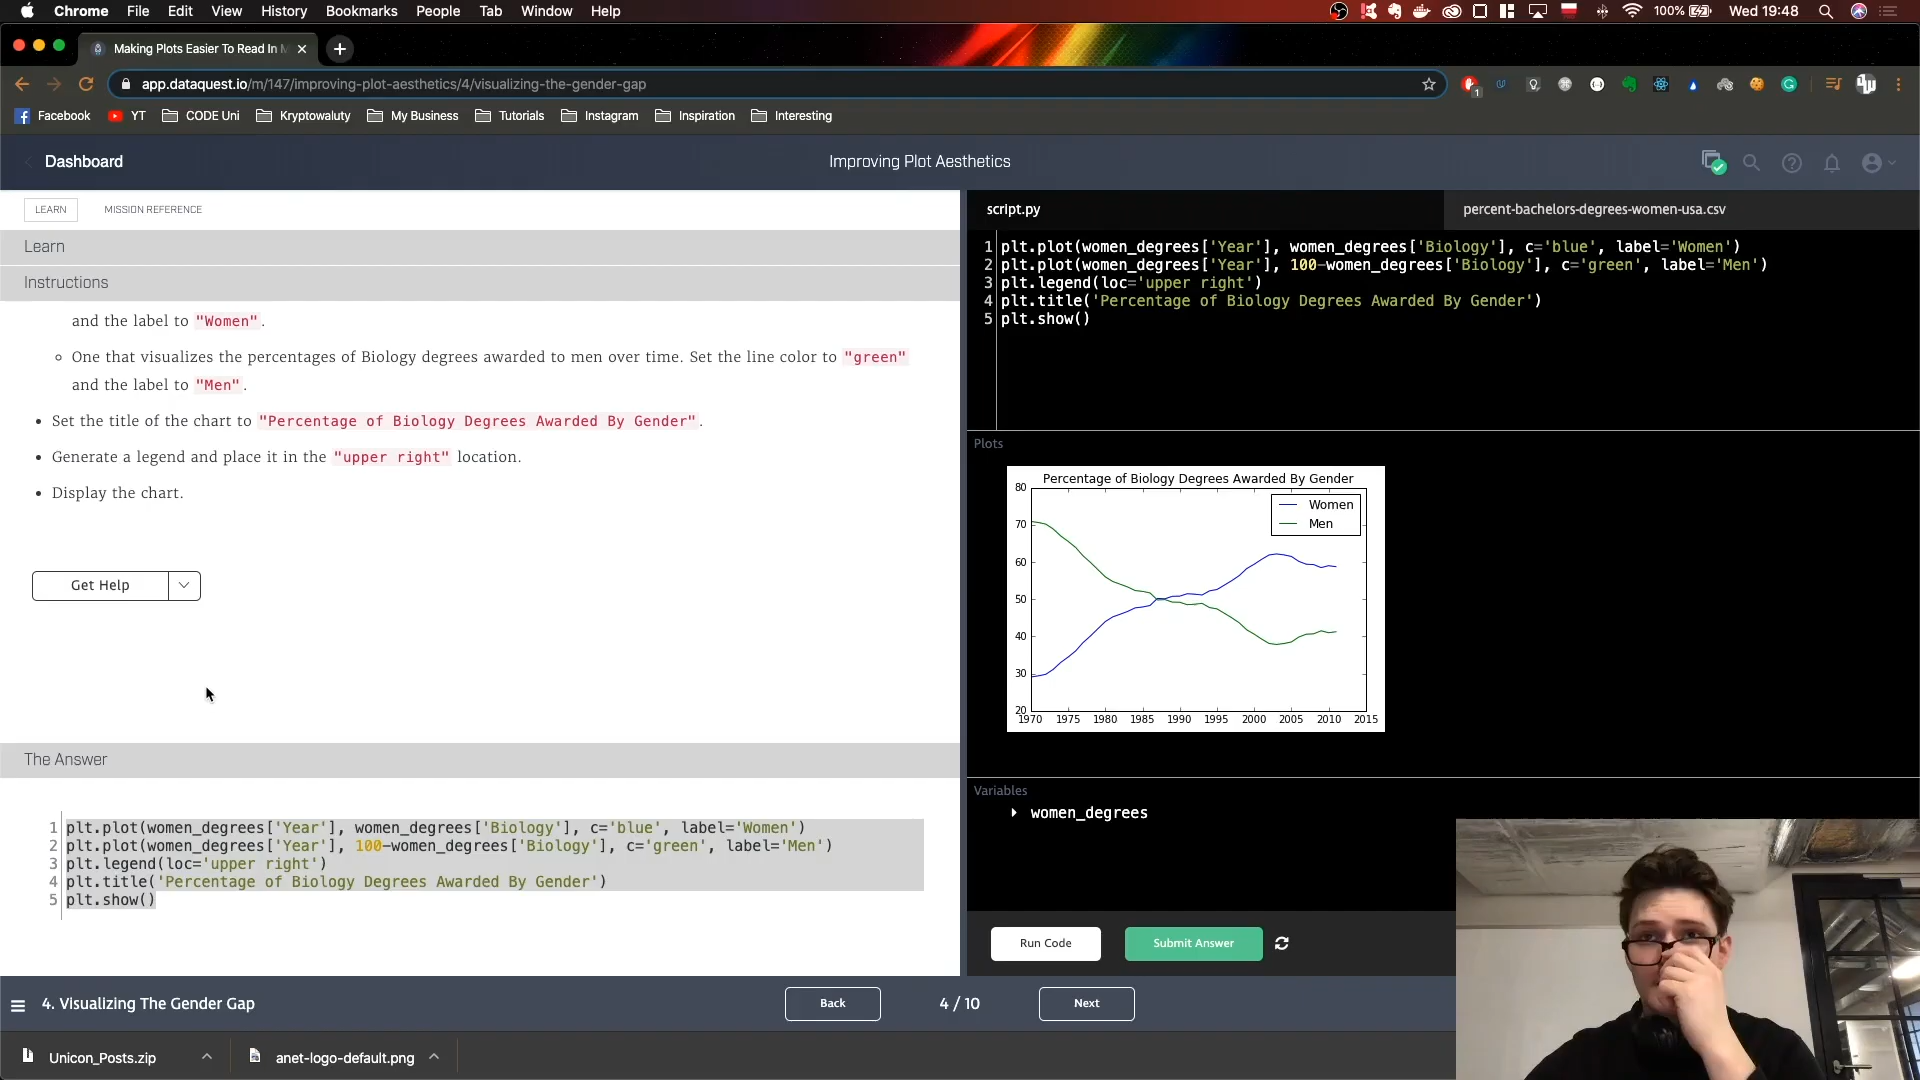 Chrome File Edit View History Bookmarks People Tab Window Help
100% Wed 19:48
Making Plots Easier To Read In
app.dataquest.io/m/147/improving-plot-aesthetics/4/visualizing-the-gender-gap
1
Facebook YT CODE Uni Kryptowaluty My Business Tutorials Instagram Inspiration Interesting
Dashboard
Improving Plot Aesthetics
LEARN MISSION REFERENCE
Learn
Instructions
and the label to "Women".
One that visualizes the percentages of Biology degrees awarded to men over time. Set the line color to "green"
and the label to "Men".
Set the title of the chart to "Percentage of Biology Degrees Awarded By Gender".
Generate a legend and place it in the "upper right" location.
Display the chart.
Get Help
The Answer
1 plt.plot(women_degrees['Year'], women_degrees['Biology'], c='blue', label='Women')
2 plt.plot(women_degrees['Year'], 100-women_degrees['Biology'], c='green', label='Men')
3 plt.legend(loc='upper right')
4 plt.title('Percentage of Biology Degrees Awarded By Gender')
5 plt.show()
script.py
percent-bachelors-degrees-women-usa.csv
1 plt.plot(women_degrees['Year'], women_degrees['Biology'], c='blue', label='Women')
2 plt.plot(women_degrees['Year'], 100-women_degrees['Biology'], c='green', label='Men')
3 plt.legend(loc='upper right')
4 plt.title('Percentage of Biology Degrees Awarded By Gender')
5 plt.show()
Plots
Percentage of Biology Degrees Awarded By Gender
Women
Men
80
70
60
50
40
30
20
1970 1975 1980 1985 1990 1995 2000 2005 2010 2015
Variables
women_degrees
Run Code
Submit Answer
4. Visualizing The Gender Gap
Back
4 / 10
Next
Unicon_Posts.zip
anet-logo-default.png